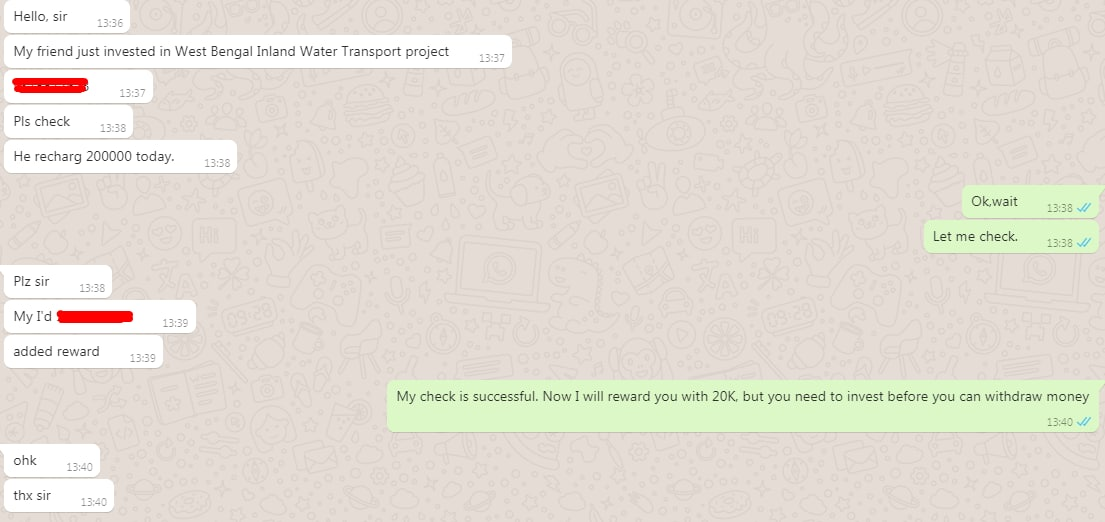 Hello, sir 13:36
My friend just invested in West Bengal Inland Water Transport project 13:37
13:37
Pls check 13:38
He recharg 200000 today. 13:38
Ok,wait 13:38
Let me check. 13:38
Plz sir 13:38
My I'd 13:39
added reward 13:39
My check is successful. Now I will reward you with 20K, but you need to invest before you can withdraw money
13:40
ohk 13:40
thx sir 13:40